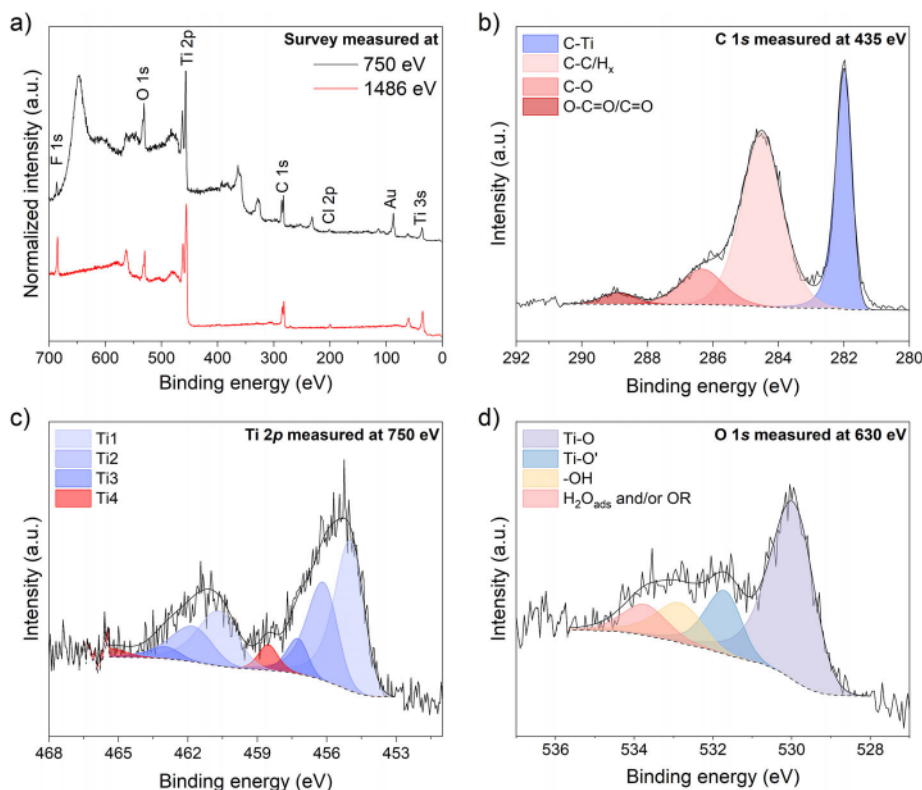 a)
Survey measured at
750 eV
1486 eV
F 1s
O 1s
Ti 2p
C 1s
Cl 2p
Au
Ti 3s
Normalized intensity (a.u.)
700 600 500 400 300 200 100 0
Binding energy (eV)
b)
C 1s measured at 435 eV
C-Ti
C-C/Hₓ
C-O
O-C=O/C=O
Intensity (a.u.)
292 290 288 286 284 282 280
Binding energy (eV)
c)
Ti 2p measured at 750 eV
Ti1
Ti2
Ti3
Ti4
Intensity (a.u.)
468 465 462 459 456 453
Binding energy (eV)
d)
O 1s measured at 630 eV
Ti-O
Ti-O'
-OH
H₂Oads and/or OR
Intensity (a.u.)
536 534 532 530 528
Binding energy (eV)